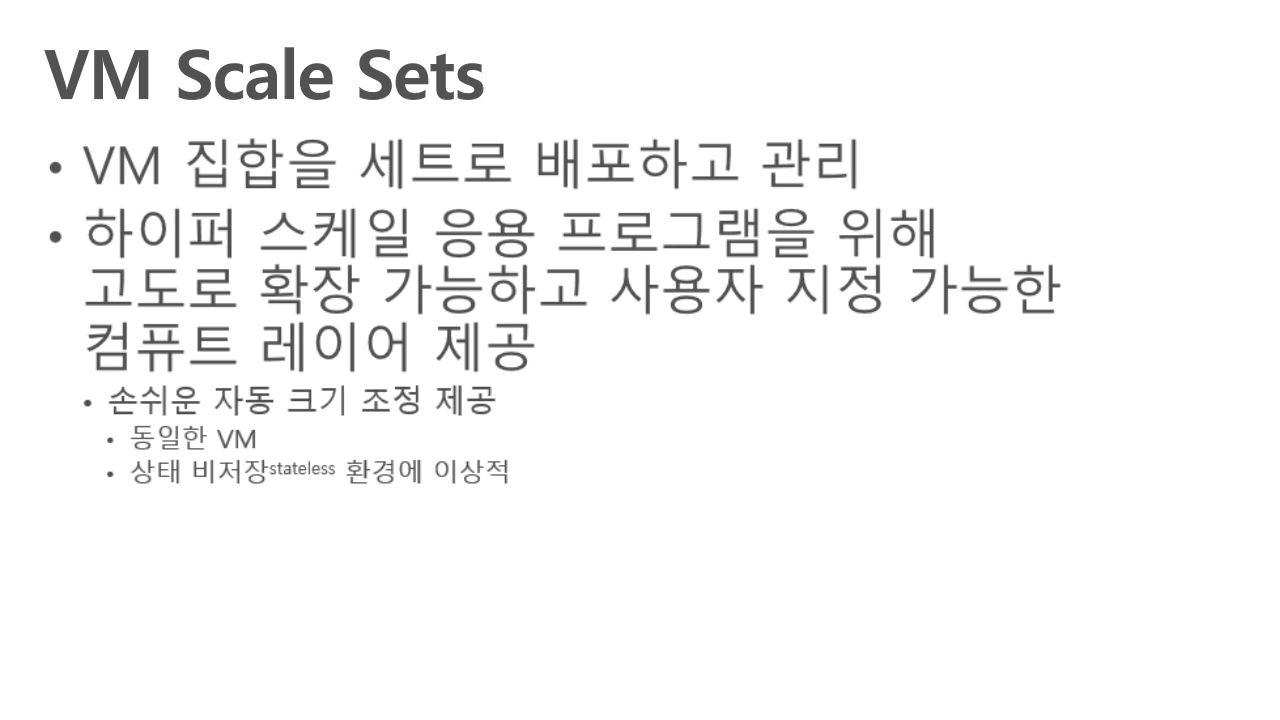 VM Scale Sets
• VM 집합을 세트로 배포하고 관리
• 하이퍼 스케일 응용 프로그램을 위해
고도로 확장 가능하고 사용자 지정 가능한
컴퓨트 레이어 제공
• 손쉬운 자동 크기 조정 제공
• 동일한 VM
• 상태 비저장stateless 환경에 이상적